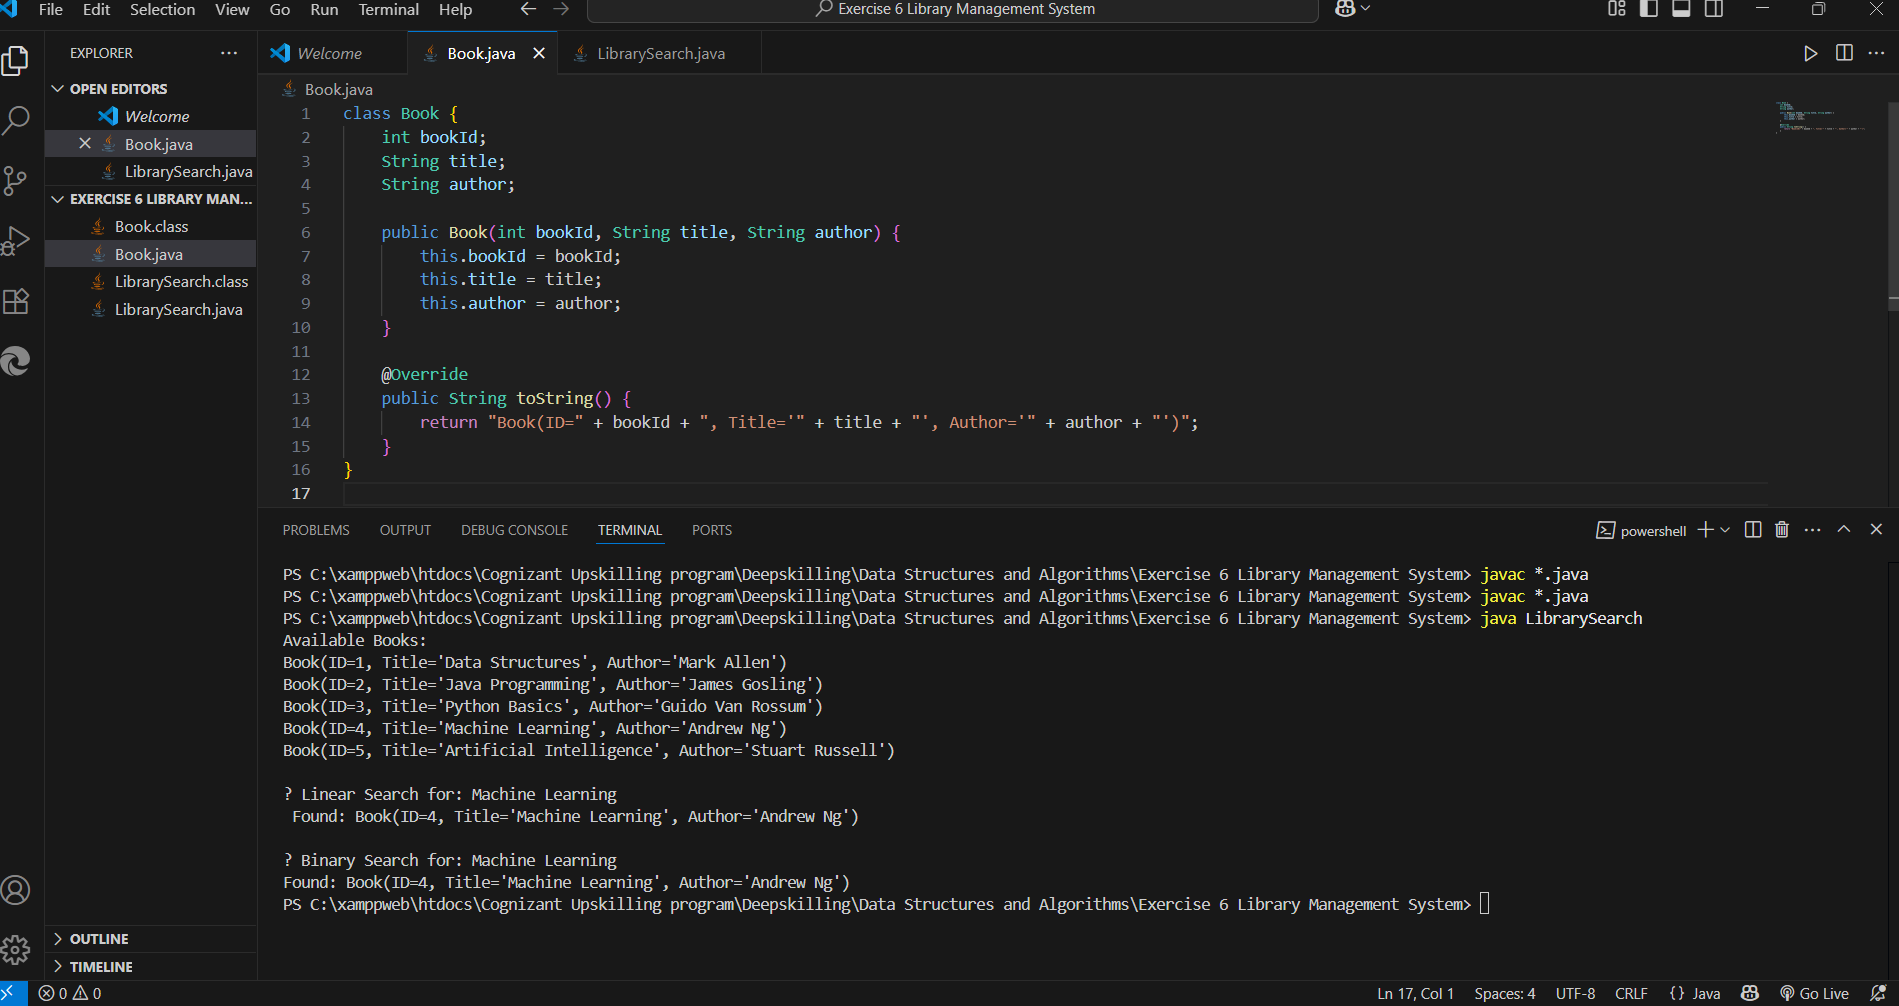 File Edit Selection View Go Run Terminal Help
Exercise 6 Library Management System
EXPLORER
OPEN EDITORS
Welcome
Book.java
LibrarySearch.java
EXERCISE 6 LIBRARY MAN...
Book.class
Book.java
LibrarySearch.class
LibrarySearch.java
OUTLINE
TIMELINE
Welcome Book.java LibrarySearch.java
Book.java
1 class Book {
2 int bookId;
3 String title;
4 String author;
5
6 public Book(int bookId, String title, String author) {
7 this.bookId = bookId;
8 this.title = title;
9 this.author = author;
10 }
11
12 @Override
13 public String toString() {
14 return "Book(ID=" + bookId + ", Title='" + title + "', Author='" + author + "')";
15 }
16 }
17
PROBLEMS OUTPUT DEBUG CONSOLE TERMINAL PORTS
powershell
PS C:\xamppweb\htdocs\Cognizant Upskilling program\Deepskilling\Data Structures and Algorithms\Exercise 6 Library Management System> javac *.java
PS C:\xamppweb\htdocs\Cognizant Upskilling program\Deepskilling\Data Structures and Algorithms\Exercise 6 Library Management System> javac *.java
PS C:\xamppweb\htdocs\Cognizant Upskilling program\Deepskilling\Data Structures and Algorithms\Exercise 6 Library Management System> java LibrarySearch
Available Books:
Book(ID=1, Title='Data Structures', Author='Mark Allen')
Book(ID=2, Title='Java Programming', Author='James Gosling')
Book(ID=3, Title='Python Basics', Author='Guido Van Rossum')
Book(ID=4, Title='Machine Learning', Author='Andrew Ng')
Book(ID=5, Title='Artificial Intelligence', Author='Stuart Russell')
? Linear Search for: Machine Learning
Found: Book(ID=4, Title='Machine Learning', Author='Andrew Ng')
? Binary Search for: Machine Learning
Found: Book(ID=4, Title='Machine Learning', Author='Andrew Ng')
PS C:\xamppweb\htdocs\Cognizant Upskilling program\Deepskilling\Data Structures and Algorithms\Exercise 6 Library Management System>
0 0
Ln 17, Col 1 Spaces: 4 UTF-8 CRLF {} Java Go Live